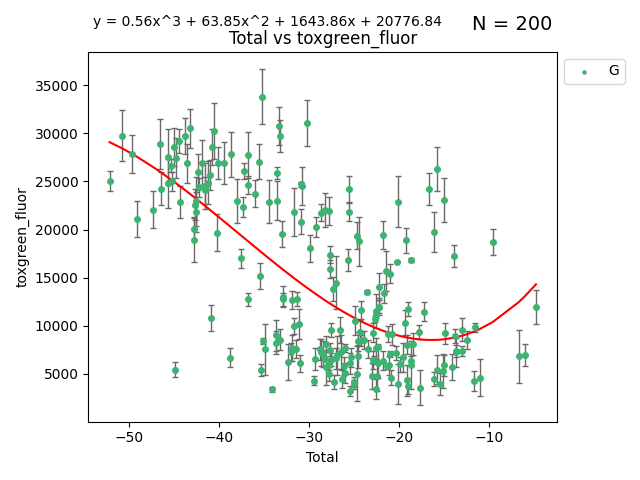 y = 0.56x^3 + 63.85x^2 + 1643.86x + 20776.84
N = 200
Total vs toxgreen_fluor
G
toxgreen_fluor
35000
30000
25000
20000
15000
10000
5000
−50
−40
−30
−20
−10
Total